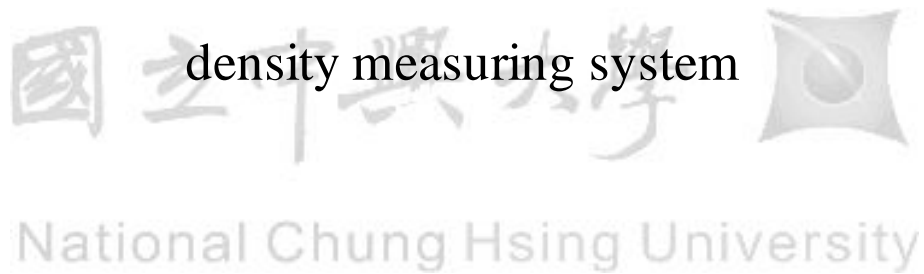 density measuring system
國立中興大學
National Chung Hsing University